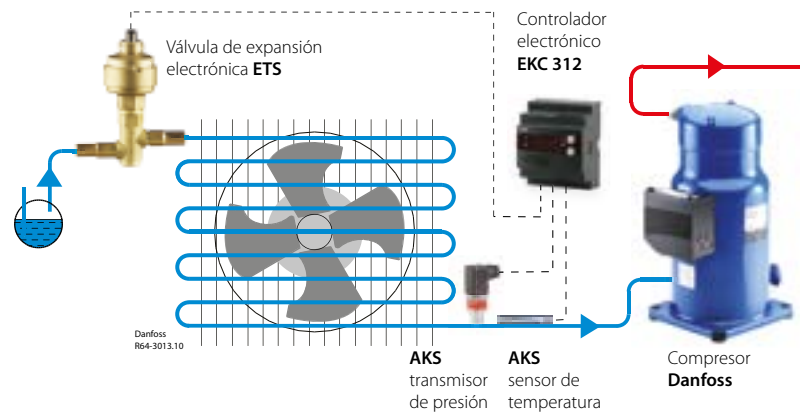 Válvula de expansión
electrónica ETS
Controlador
electrónico
EKC 312
Danfoss
R64-3013.10
AKS
transmisor
de presión
AKS
sensor de
temperatura
Compresor
Danfoss